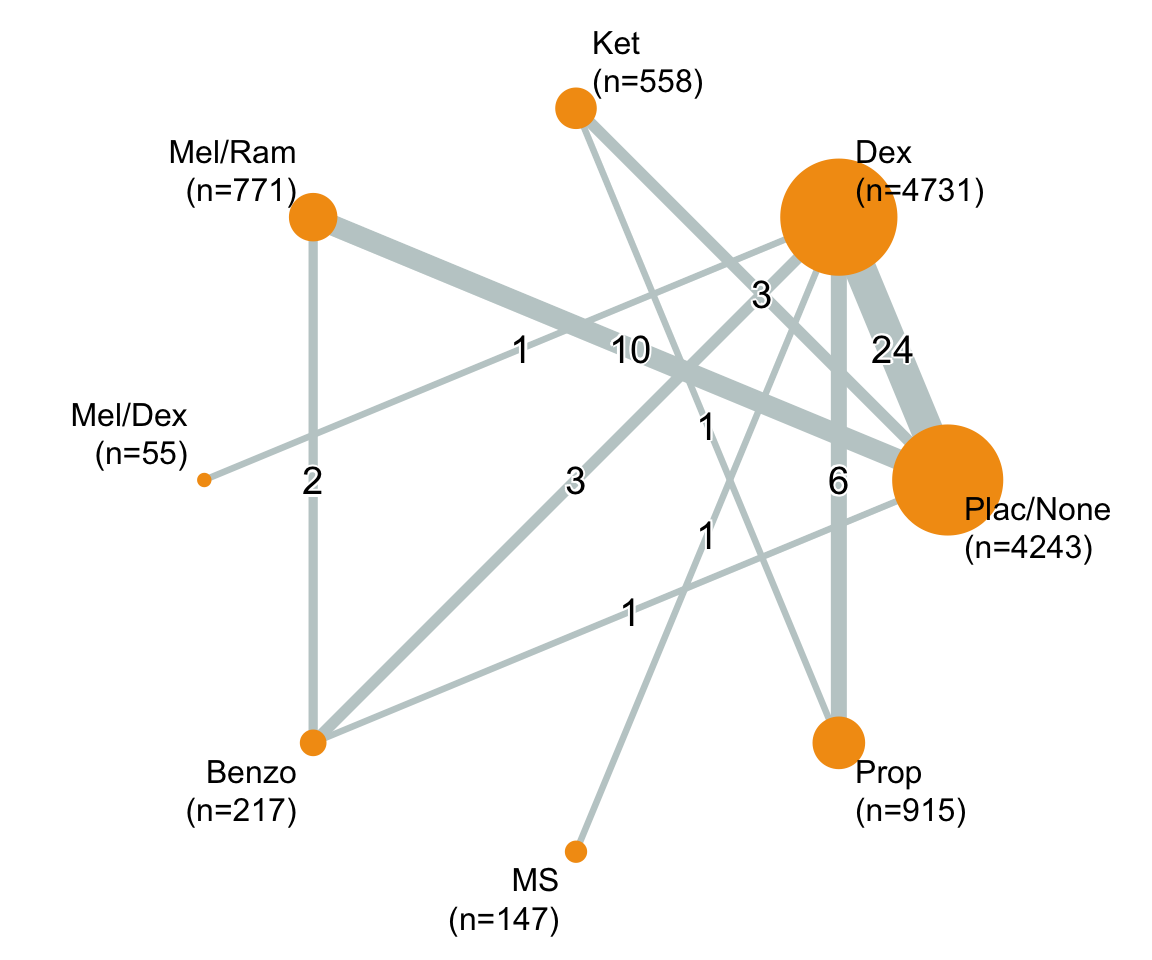 Ket
(n=558)
Mel/Ram
(n=771)
Dex
(n=4731)
3
1
10
24
Mel/Dex
(n=55)
1
2
3
6
Plac/None
(n=4243)
1
1
Benzo
(n=217)
Prop
(n=915)
MS
(n=147)